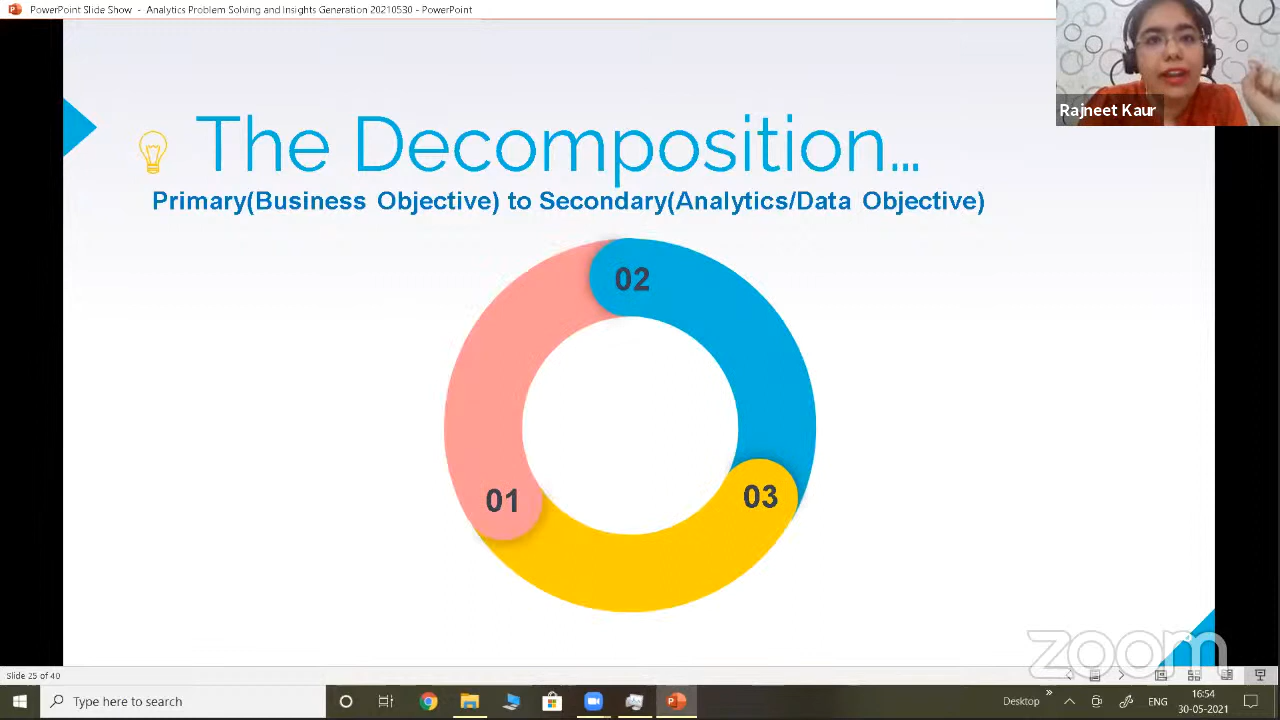 PowerPoint Slide Show - Analytics Problem Solving and Insights Generation 20210530 - PowerPoint
Rajneet Kaur
The Decomposition...
Primary(Business Objective) to Secondary(Analytics/Data Objective)
02
01
03
zoom
Slide 25 of 40
Type here to search
Desktop
ENG
16:54
30-05-2021